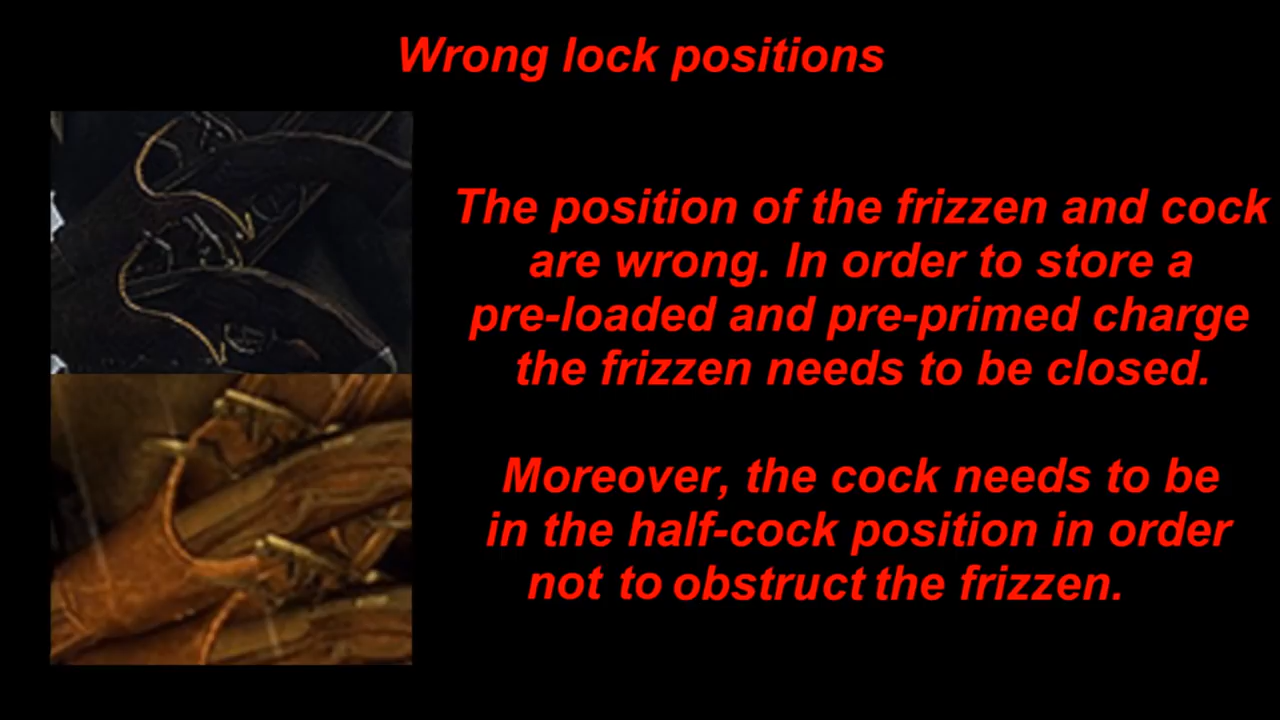 Wrong lock positions
The position of the frizzen and cock
are wrong. In order to store a
pre-loaded and pre-primed charge
the frizzen needs to be closed.
Moreover, the cock needs to be
in the half-cock position in order
not to obstruct the frizzen.